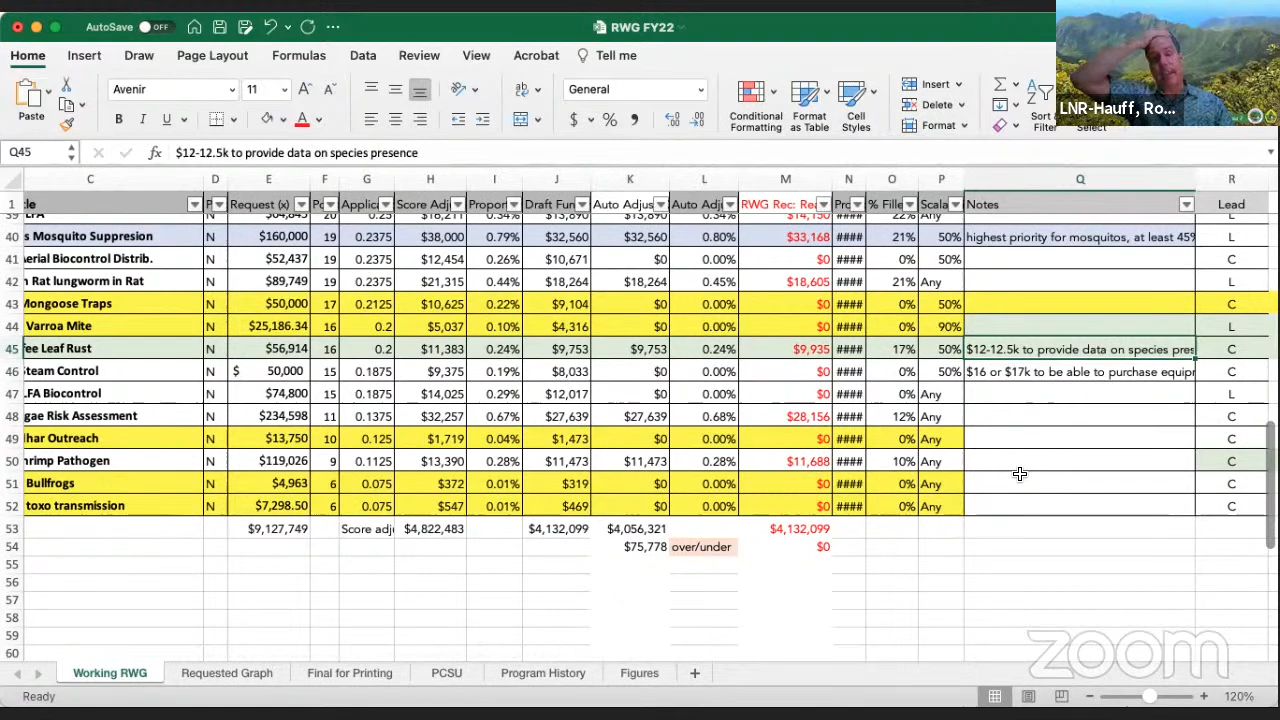 AutoSave OFF RWG FY22
Home Insert Draw Page Layout Formulas Data Review View Acrobat Tell me
Paste Avenir 11 General Conditional Formatting Format as Table Cell Styles Insert Delete Format Sort Filter Select
LNR-Hauff, Ro...
Q45 fx $12-12.5k to provide data on species presence
C D E F G H I J K L M N O P Q R
1 tle P Request (x) Po Applica Score Adj Propor Draft Fun Auto Adjus Auto Adj RWG Rec: Rea Pro % Fille Scala Notes Lead
39 LFA $64,845 20 0.25 $16,211 0.34% $13,890 $13,890 0.34% $14,150 #### 22% Any L
40 s Mosquito Suppresion N $160,000 19 0.2375 $38,000 0.79% $32,560 $32,560 0.80% $33,168 #### 21% 50% highest priority for mosquitos, at least 45% L
41 Aerial Biocontrol Distrib. N $52,437 19 0.2375 $12,454 0.26% $10,671 $0 0.00% $0 #### 0% 50% C
42 n Rat lungworm in Rat N $89,749 19 0.2375 $21,315 0.44% $18,264 $18,264 0.45% $18,605 #### 21% Any L
43 Mongoose Traps N $50,000 17 0.2125 $10,625 0.22% $9,104 $0 0.00% $0 #### 0% 50% C
44 Varroa Mite N $25,186.34 16 0.2 $5,037 0.10% $4,316 $0 0.00% $0 #### 0% 90% L
45 ee Leaf Rust N $56,914 16 0.2 $11,383 0.24% $9,753 $9,753 0.24% $9,935 #### 17% 50% $12-12.5k to provide data on species pres C
46 Steam Control N $ 50,000 15 0.1875 $9,375 0.19% $8,033 $0 0.00% $0 #### 0% 50% $16 or $17k to be able to purchase equipr C
47 LFA Biocontrol N $74,800 15 0.1875 $14,025 0.29% $12,017 $0 0.00% $0 #### 0% Any L
48 gae Risk Assessment N $234,598 11 0.1375 $32,257 0.67% $27,639 $27,639 0.68% $28,156 #### 12% Any C
49 har Outreach N $13,750 10 0.125 $1,719 0.04% $1,473 $0 0.00% $0 #### 0% Any C
50 hrimp Pathogen N $119,026 9 0.1125 $13,390 0.28% $11,473 $11,473 0.28% $11,688 #### 10% Any C
51 Bullfrogs N $4,963 6 0.075 $372 0.01% $319 $0 0.00% $0 #### 0% Any C
52 toxo transmission N $7,298.50 6 0.075 $547 0.01% $469 $0 0.00% $0 #### 0% Any C
53 $9,127,749 Score adj $4,822,483 $4,132,099 $4,056,321 $4,132,099
54 $75,778 over/under $0
55
56
57
58
59
60
zoom
Working RWG Requested Graph Final for Printing PCSU Program History Figures +
Ready 120%